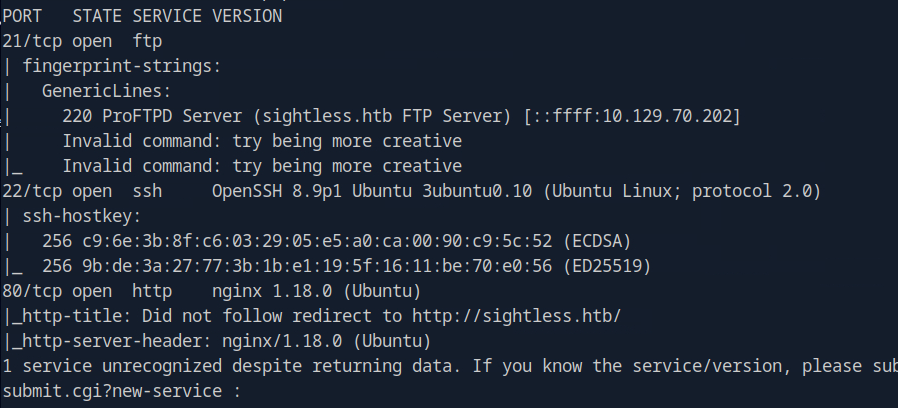 PORT   STATE SERVICE VERSION
21/tcp open  ftp
| fingerprint-strings:
|   GenericLines:
|     220 ProFTPD Server (sightless.htb FTP Server) [::ffff:10.129.70.202]
|     Invalid command: try being more creative
|_    Invalid command: try being more creative
22/tcp open  ssh     OpenSSH 8.9p1 Ubuntu 3ubuntu0.10 (Ubuntu Linux; protocol 2.0)
| ssh-hostkey:
|   256 c9:6e:3b:8f:c6:03:29:05:e5:a0:ca:00:90:c9:5c:52 (ECDSA)
|_  256 9b:de:3a:27:77:3b:1b:e1:19:5f:16:11:be:70:e0:56 (ED25519)
80/tcp open  http    nginx 1.18.0 (Ubuntu)
|_http-title: Did not follow redirect to http://sightless.htb/
|_http-server-header: nginx/1.18.0 (Ubuntu)
1 service unrecognized despite returning data. If you know the service/version, please sub
submit.cgi?new-service :